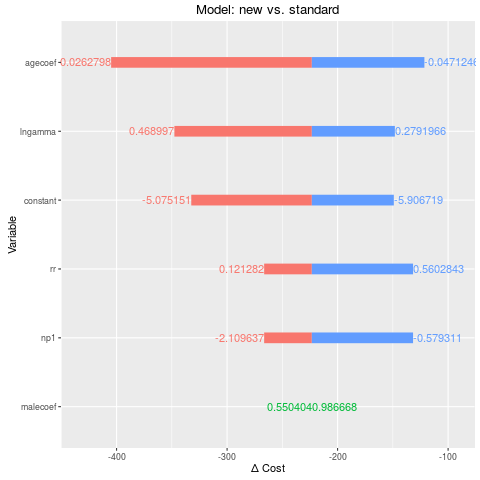 Model: new vs. standard
agecoef 0.0262798 -0.0471246
lngamma 0.468997 0.2791966
constant -5.075151 -5.906719
rr 0.121282 0.5602843
np1 -2.109637 -0.579311
malecoef 0.5504040.986668
-400 -300 -200 -100
Δ Cost
Variable